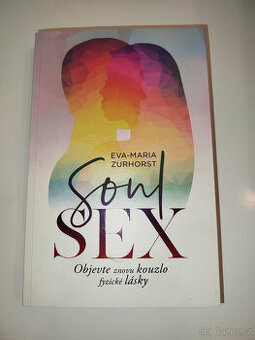 EVA-MARIA
ZURHORST
Soul
SEX
Objevte znovu kouzlo
fyzické lásky